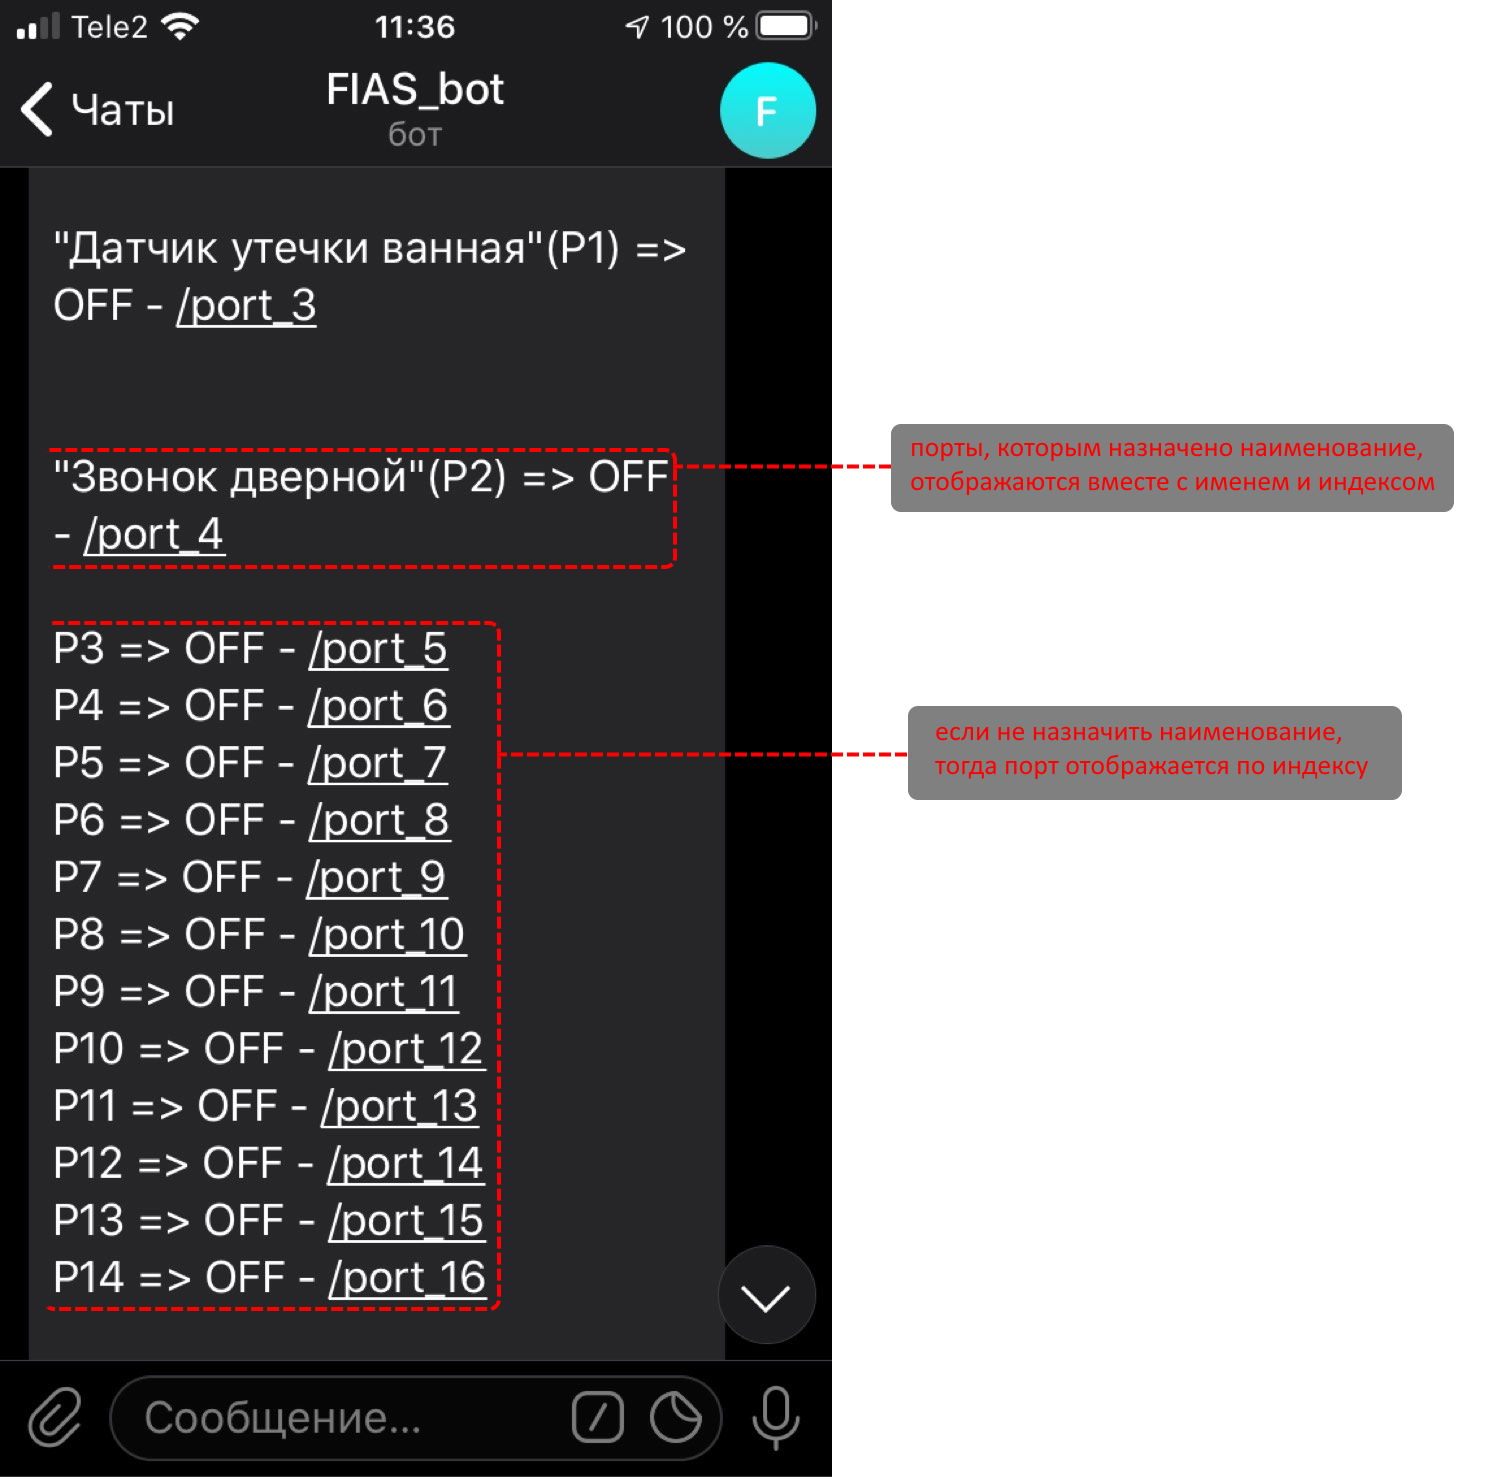 Tele2
11:36
100 %
Чаты
FIAS_bot
бот
F
"Датчик утечки ванная"(P1) =>
OFF - /port_3
"Звонок дверной"(P2) => OFF
- /port_4
порты, которым назначено наименование,
отображаются вместе с именем и индексом
P3 => OFF - /port_5
P4 => OFF - /port_6
P5 => OFF - /port_7
P6 => OFF - /port_8
P7 => OFF - /port_9
P8 => OFF - /port_10
P9 => OFF - /port_11
P10 => OFF - /port_12
P11 => OFF - /port_13
P12 => OFF - /port_14
P13 => OFF - /port_15
P14 => OFF - /port_16
если не назначить наименование,
тогда порт отображается по индексу
Сообщение...